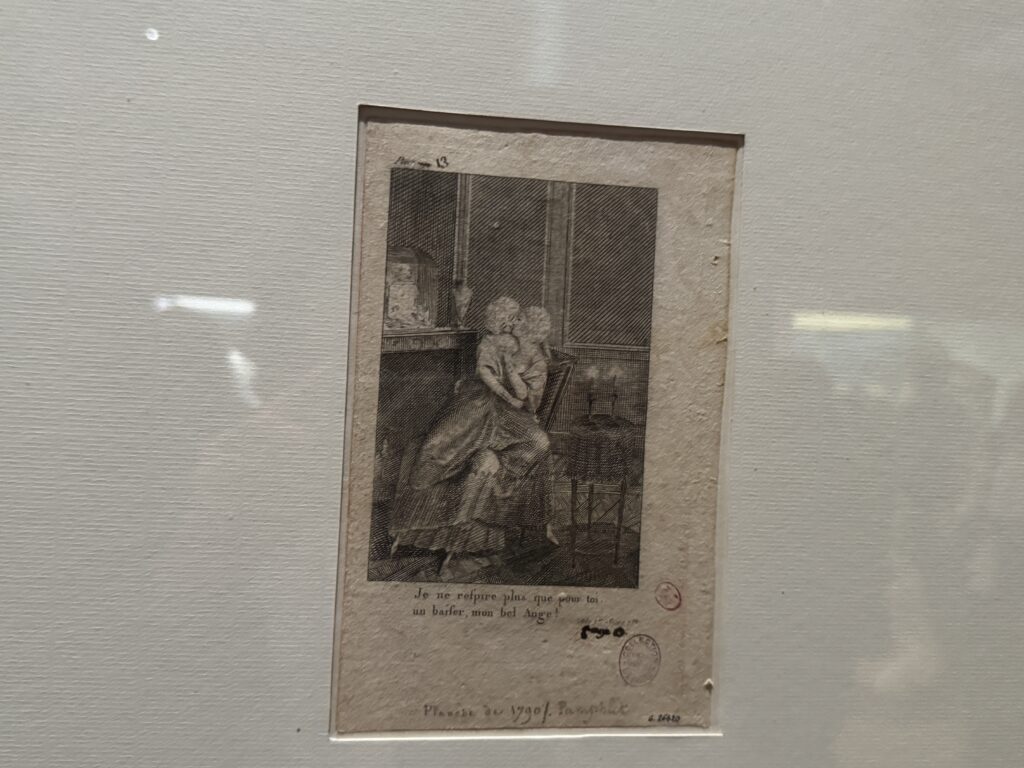 13
Je ne reſpire plus que pour toi
un baiſer, mon bel Ange!
page
Planche de 1790 Pamphlet